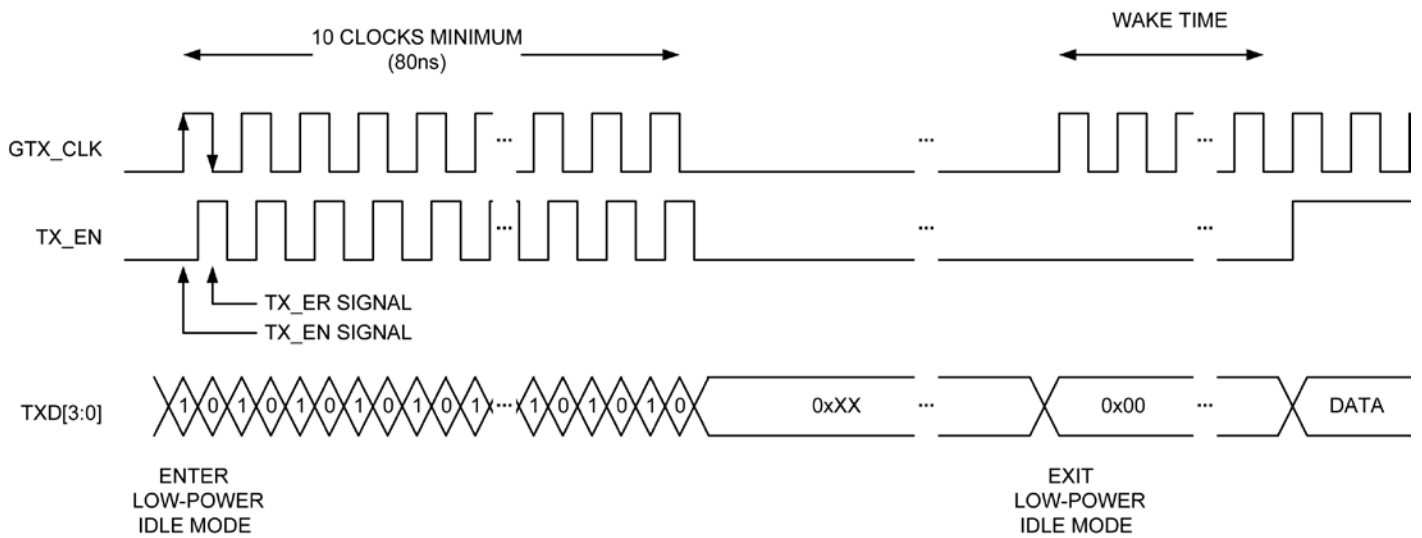 WAKE TIME
10 CLOCKS MINIMUM
(80ns)
GTX_CLK ... ... ...
TX_EN ... ... ...
TX_ER SIGNAL
TX_EN SIGNAL
TXD[3:0] 1 0 1 0 1 0 1 0 1 0 1 ... 1 0 1 0 1 0 0xXX ... 0x00 ... DATA
ENTER
LOW-POWER
IDLE MODE
EXIT
LOW-POWER
IDLE MODE